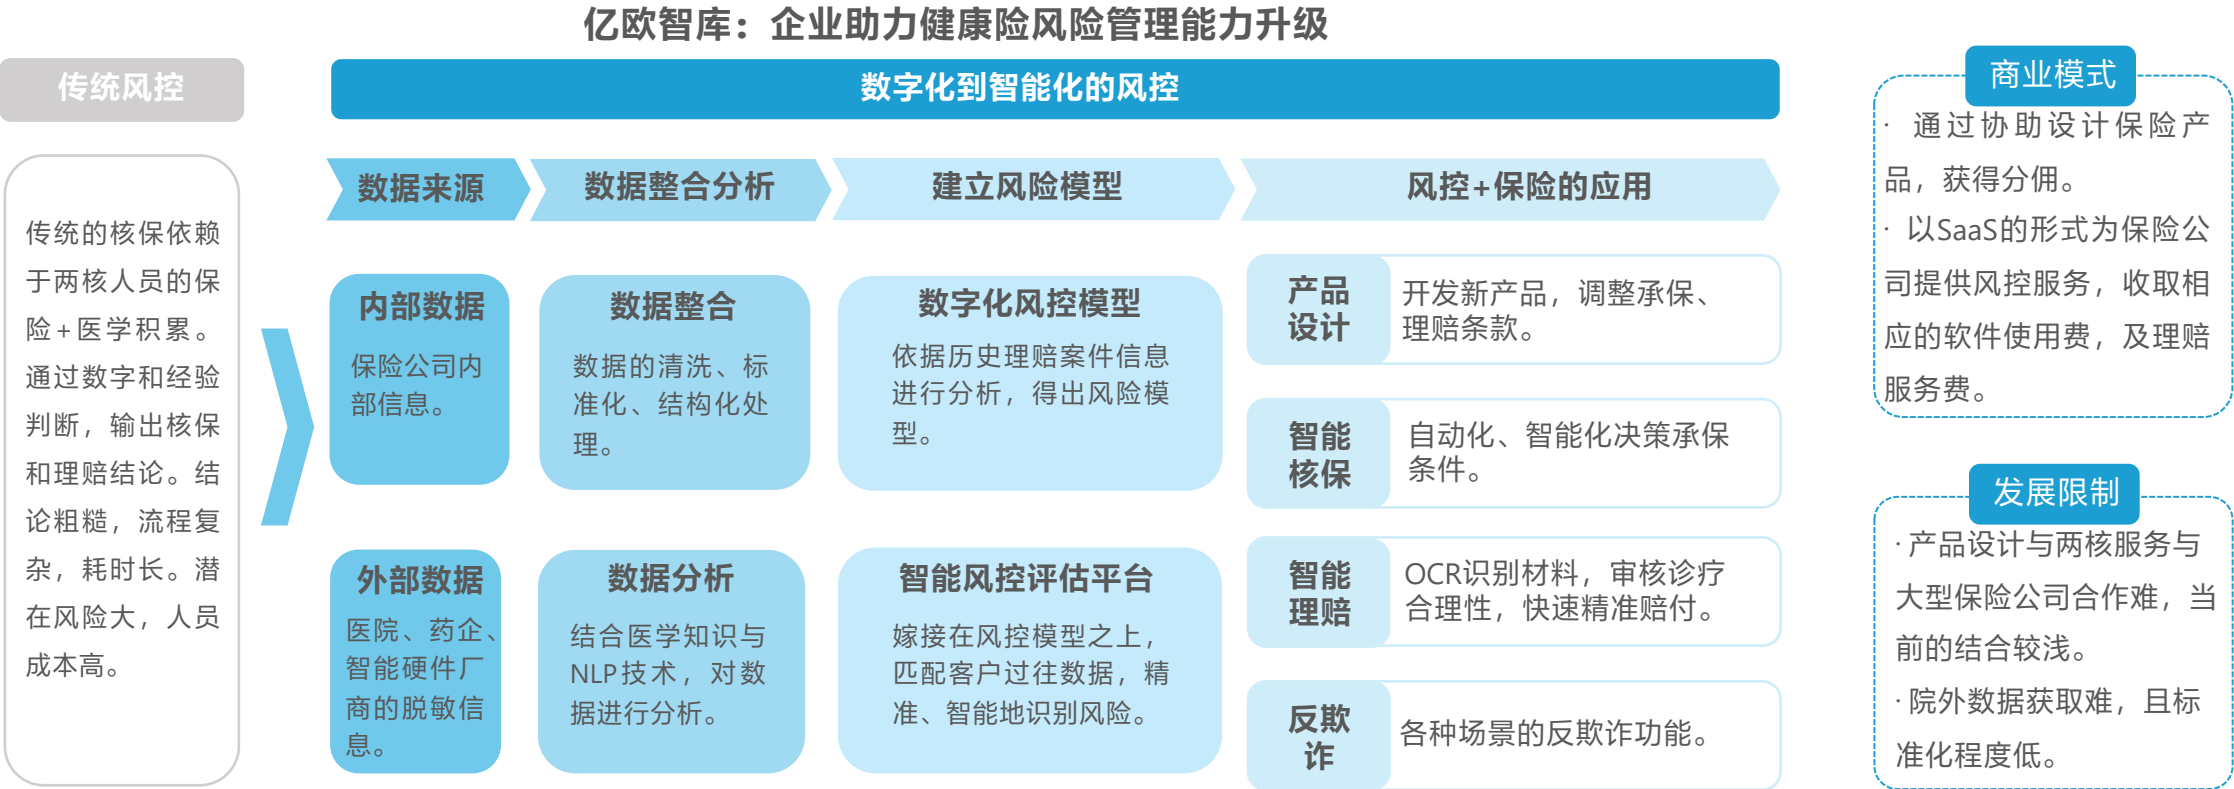 亿欧智库：企业助力健康险风险管理能力升级
传统风控
传统的核保依赖
于两核人员的保
险+医学积累。
通过数字和经验
判断，输出核保
和理赔结论。结
论粗糙，流程复
杂，耗时长。潜
在风险大，人员
成本高。
数字化到智能化的风控
数据来源
数据整合分析
建立风险模型
风控+保险的应用
内部数据
保险公司内
部信息。
外部数据
医院、药企、
智能硬件厂
商的脱敏信
息。
数据整合
数据的清洗、标
准化、结构化处
理。
数据分析
结合医学知识与
NLP技术，对数
据进行分析。
数字化风控模型
依据历史理赔案件信息
进行分析，得出风险模
型。
智能风控评估平台
嫁接在风控模型之上，
匹配客户过往数据，精
准、智能地识别风险。
产品
设计
开发新产品，调整承保、
理赔条款。
智能
核保
自动化、智能化决策承保
条件。
智能
理赔
OCR识别材料，审核诊疗
合理性，快速精准赔付。
反欺
诈
各种场景的反欺诈功能。
商业模式
· 通过协助设计保险产
品，获得分佣。
· 以SaaS的形式为保险公
司提供风控服务，收取相
应的软件使用费，及理赔
服务费。
发展限制
· 产品设计与两核服务与
大型保险公司合作难，当
前的结合较浅。
· 院外数据获取难，且标
准化程度低。